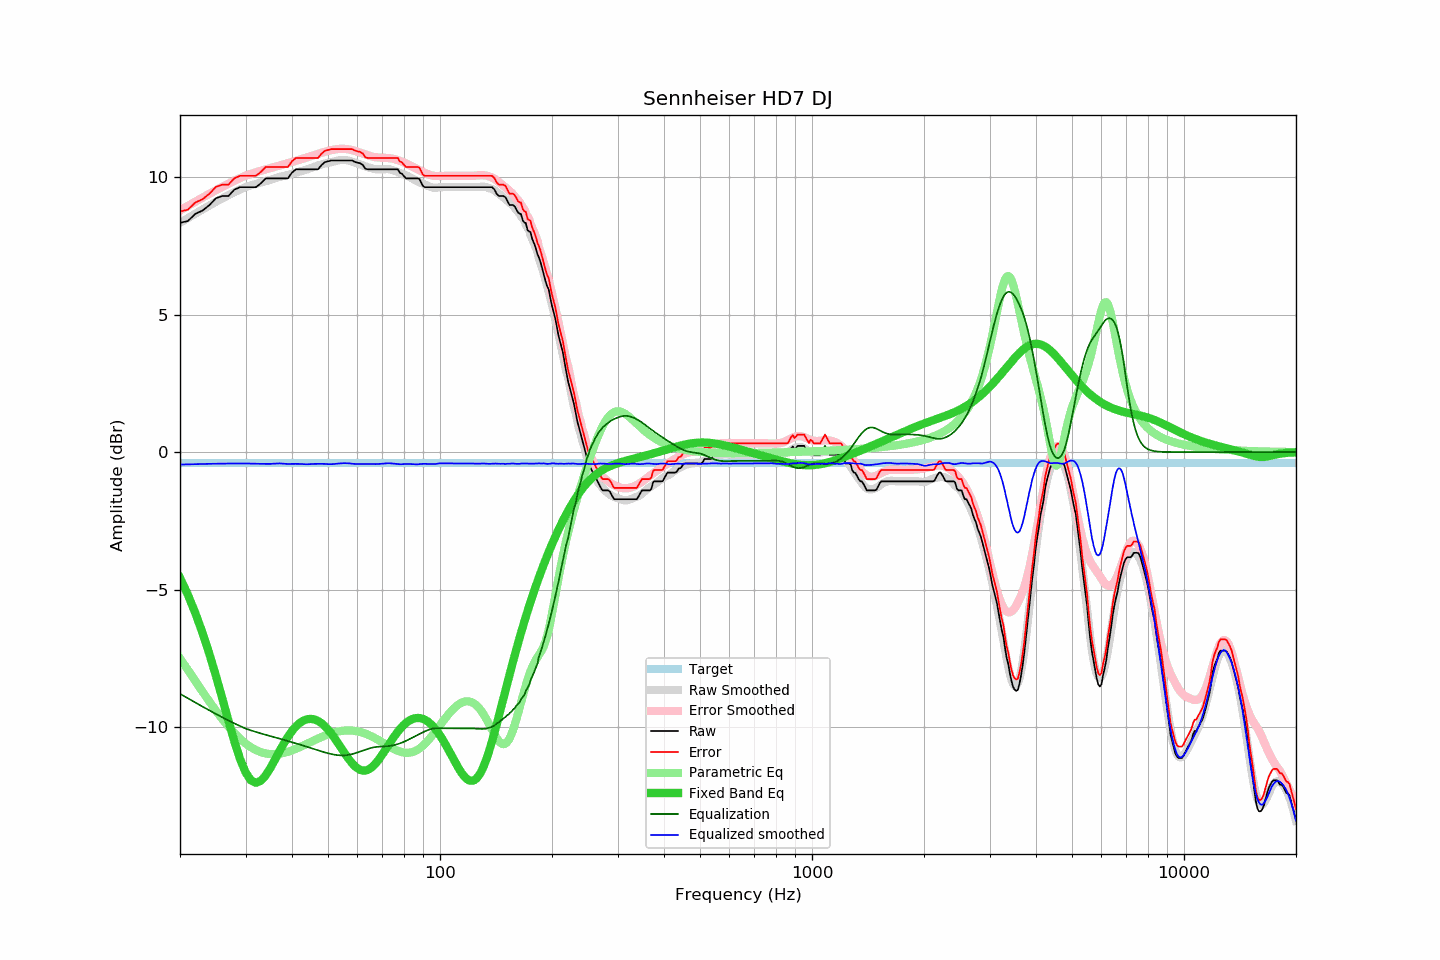 Sennheiser HD7 DJ
Amplitude (dBr)
10
5
0
−5
−10
Target
Raw Smoothed
Error Smoothed
Raw
Error
Parametric Eq
Fixed Band Eq
Equalization
Equalized smoothed
100
1000
10000
Frequency (Hz)